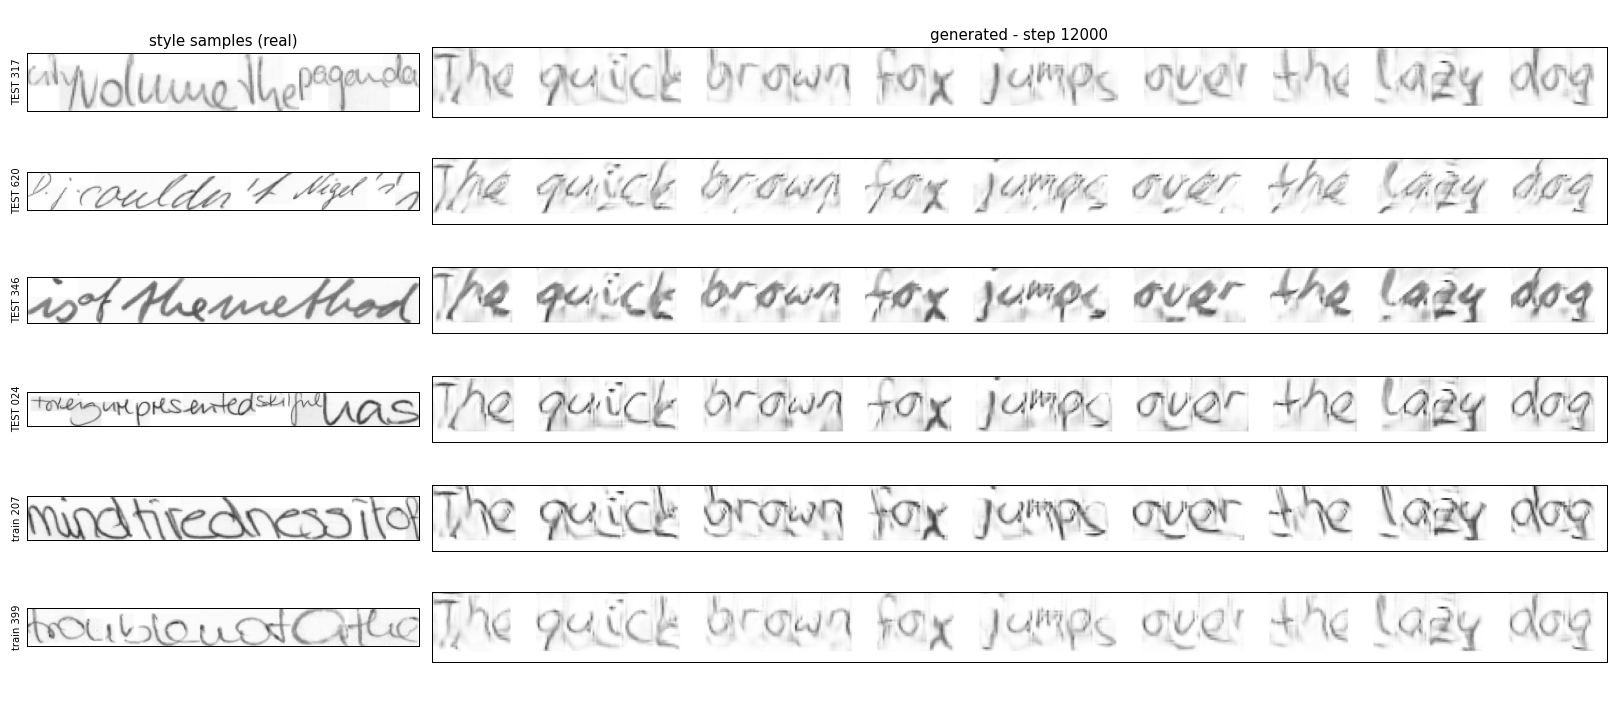 style samples (real)
generated - step 12000
TEST 317
city volume the paganda
The quick brown fox jumps over the lazy dog
TEST 620
D. j. couldn't Nigel's
The quick brown fox jumps over the lazy dog
TEST 346
is of the method
The quick brown fox jumps over the lazy dog
TEST 024
presented skilful has
The quick brown fox jumps over the lazy dog
train 207
mind tiredness it of
The quick brown fox jumps over the lazy dog
train 399
trouble not A the
The quick brown fox jumps over the lazy dog